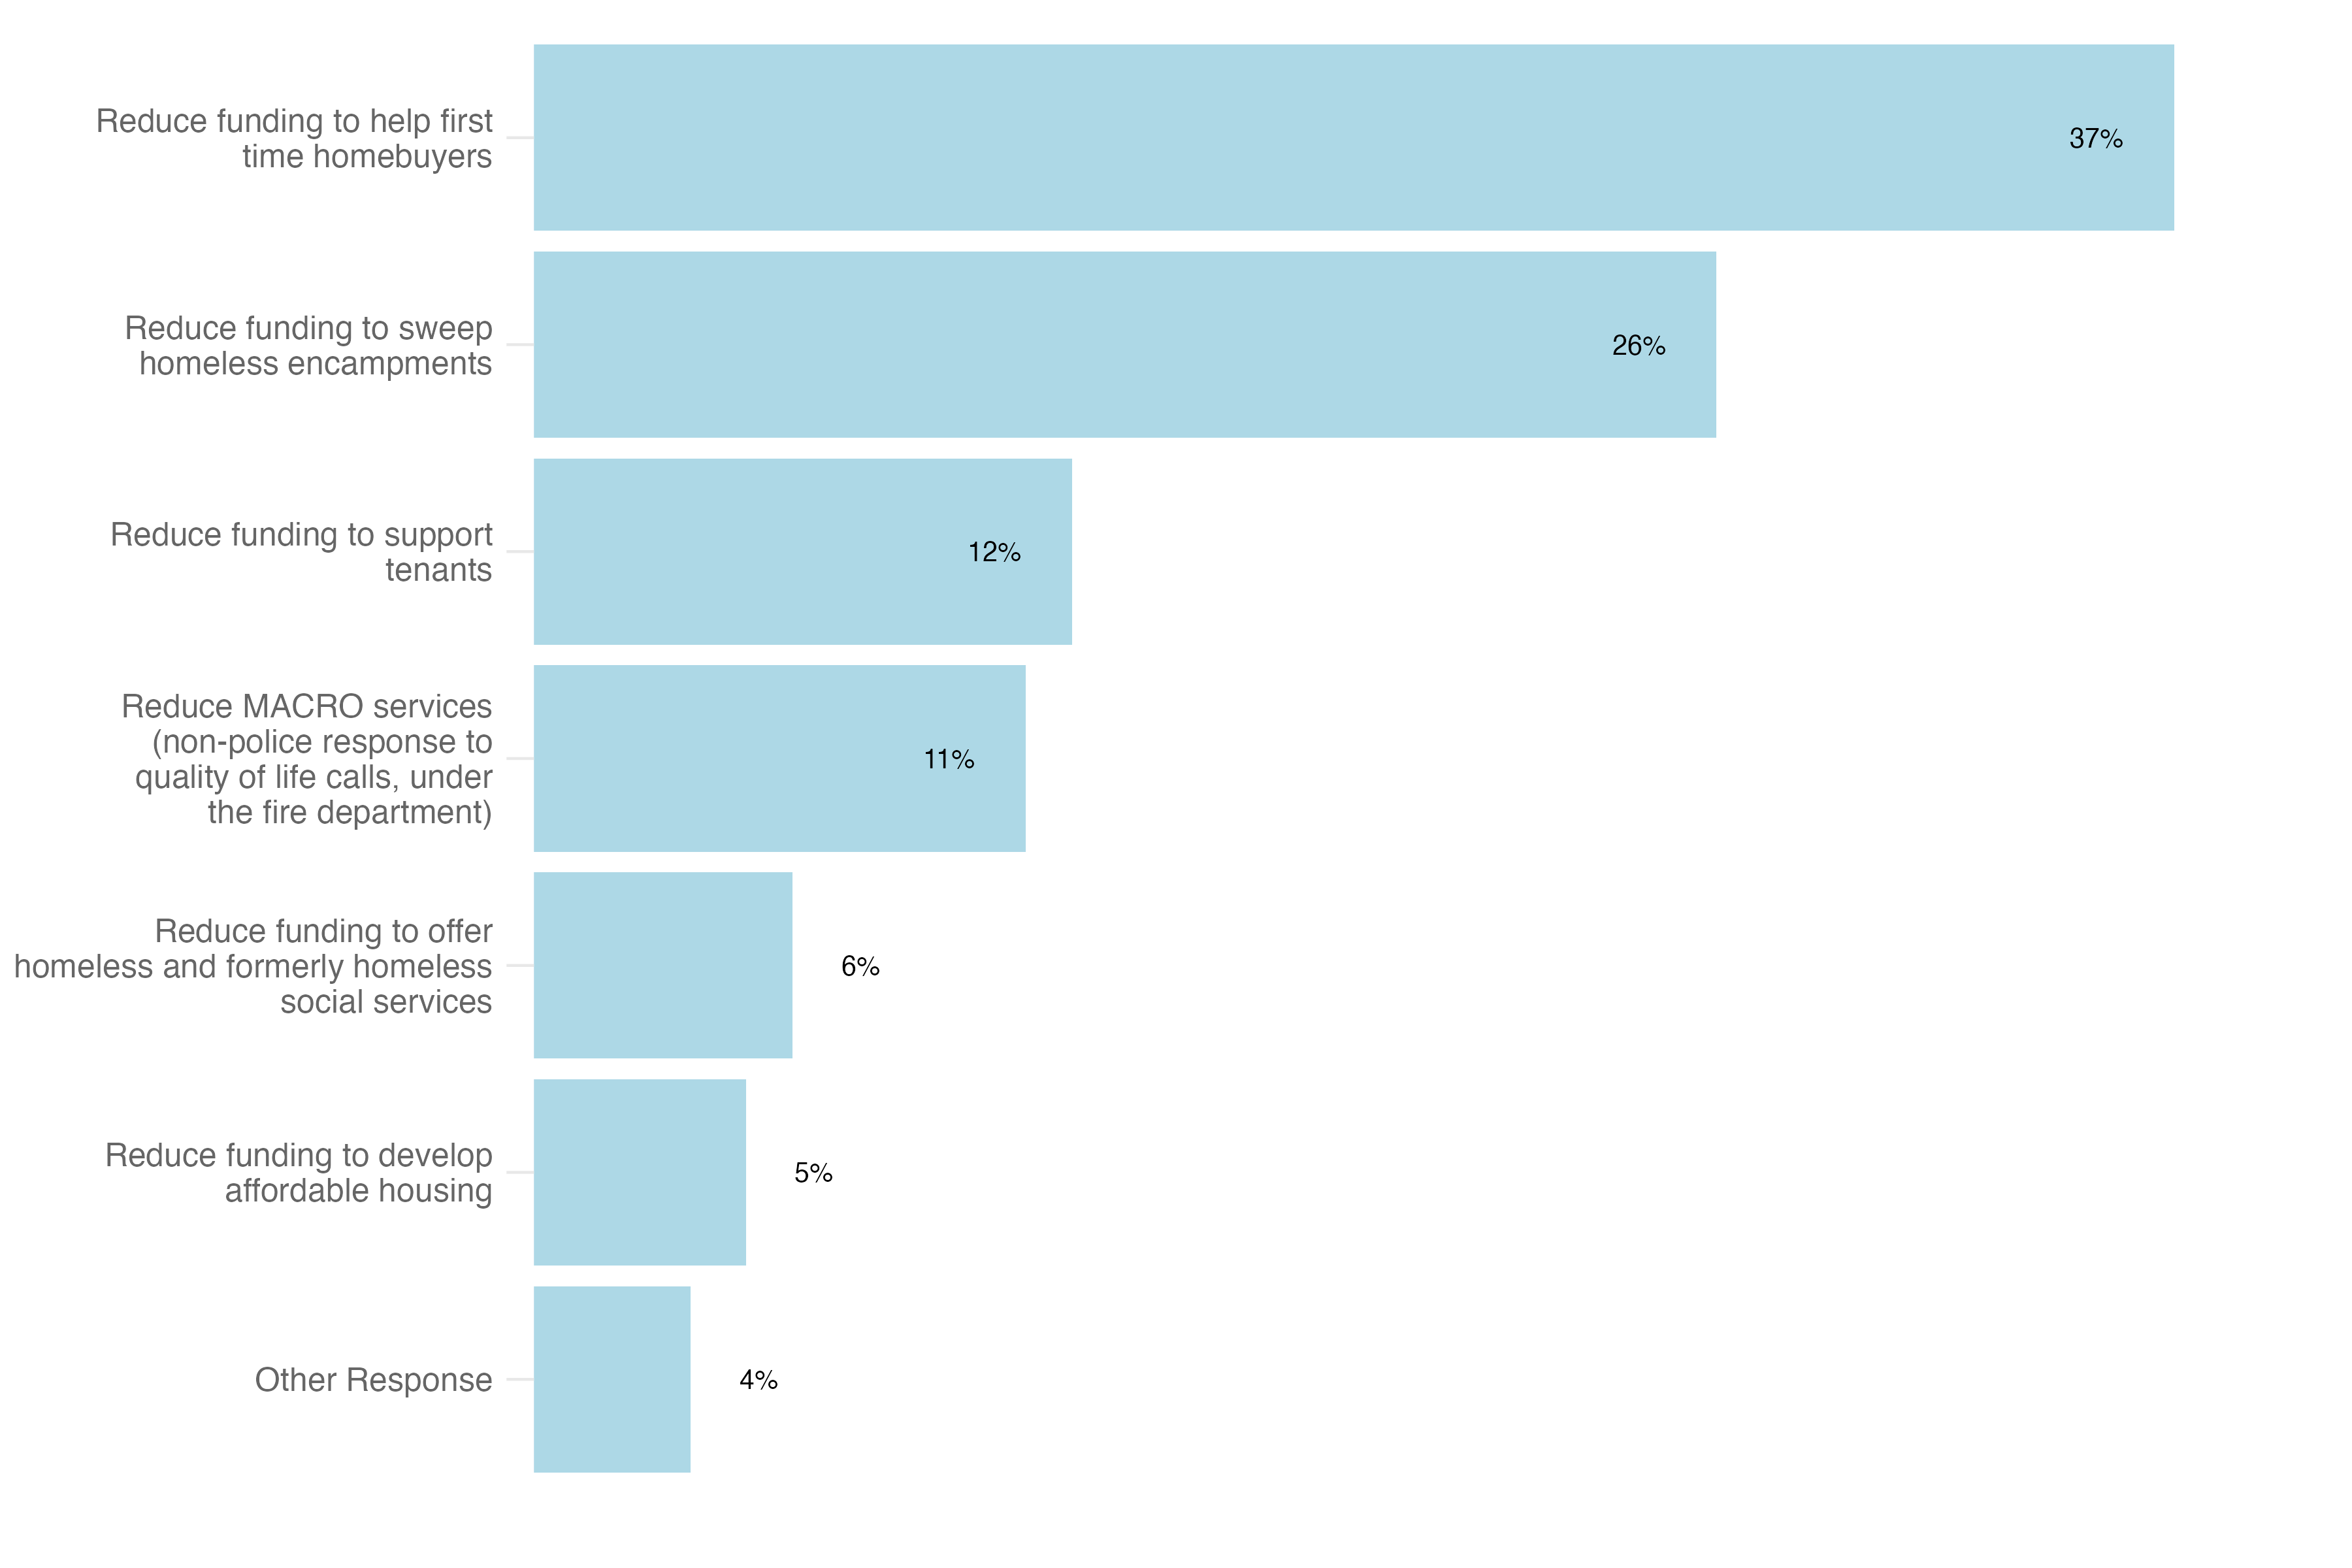 Reduce funding to help first
time homebuyers
37%
Reduce funding to sweep
homeless encampments
26%
Reduce funding to support
tenants
12%
Reduce MACRO services
(non-police response to
quality of life calls, under
the fire department)
11%
Reduce funding to offer
homeless and formerly homeless
social services
6%
Reduce funding to develop
affordable housing
5%
Other Response
4%